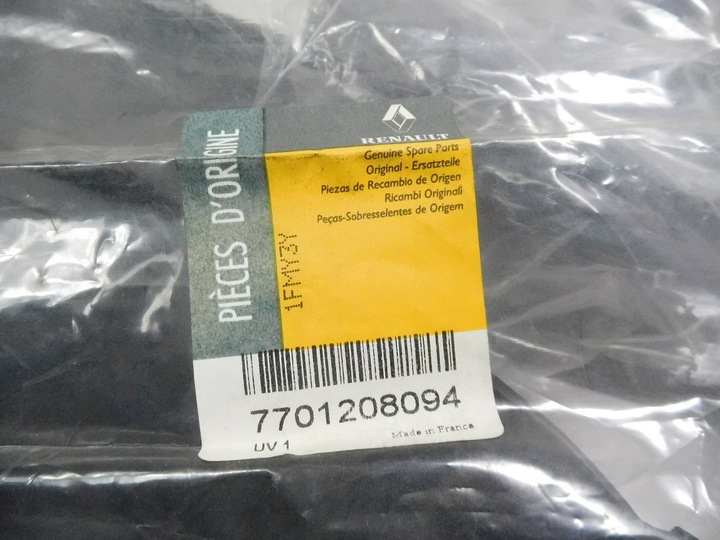 PIÈCES D'ORIGINE
RENAULT
Genuine Spare Parts
Original - Ersatzteile
Piezas de Recambio de Origen
Ricambi Originali
Peças-Sobresselentes de Origem
1FMY3Y
7701208094
UV 1
Made in France